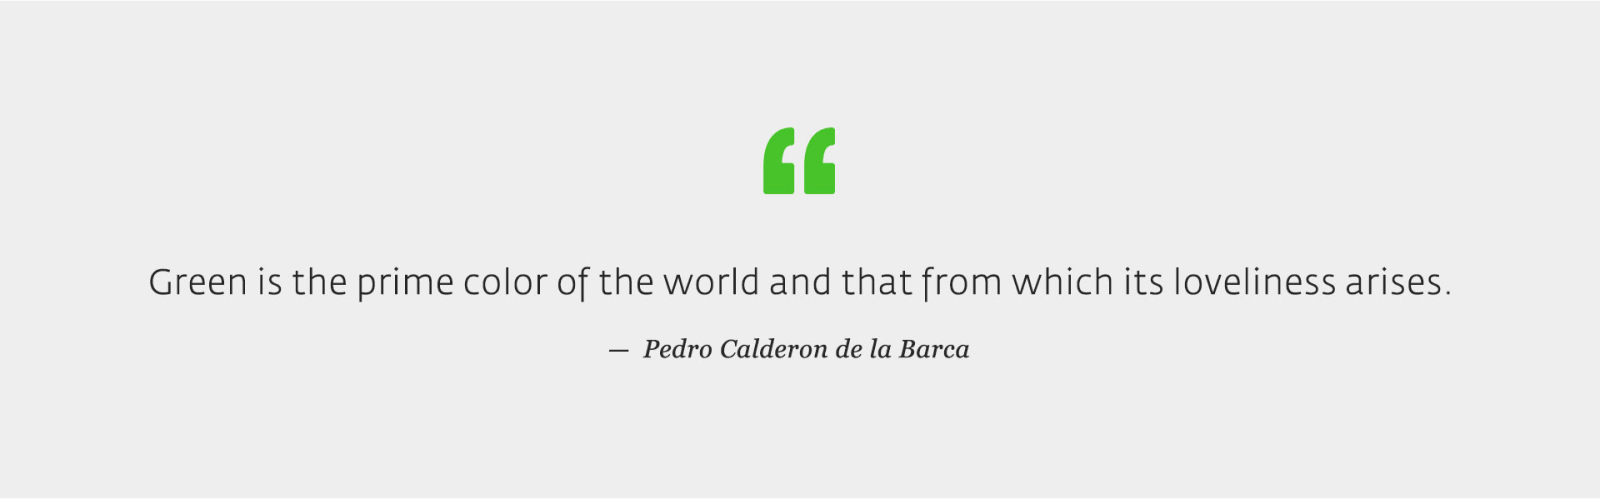 “
Green is the prime color of the world and that from which its loveliness arises.
— Pedro Calderon de la Barca